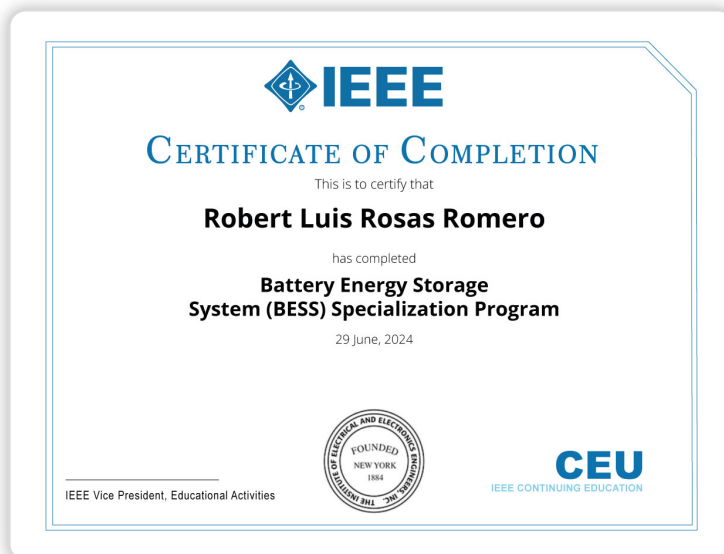 IEEE
CERTIFICATE OF COMPLETION
This is to certify that
Robert Luis Rosas Romero
has completed
Battery Energy Storage
System (BESS) Specialization Program
29 June, 2024
THE INSTITUTE OF ELECTRICAL AND ELECTRONICS ENGINEERS, INC.
FOUNDED
NEW YORK
1884
CEU
IEEE CONTINUING EDUCATION
IEEE Vice President, Educational Activities